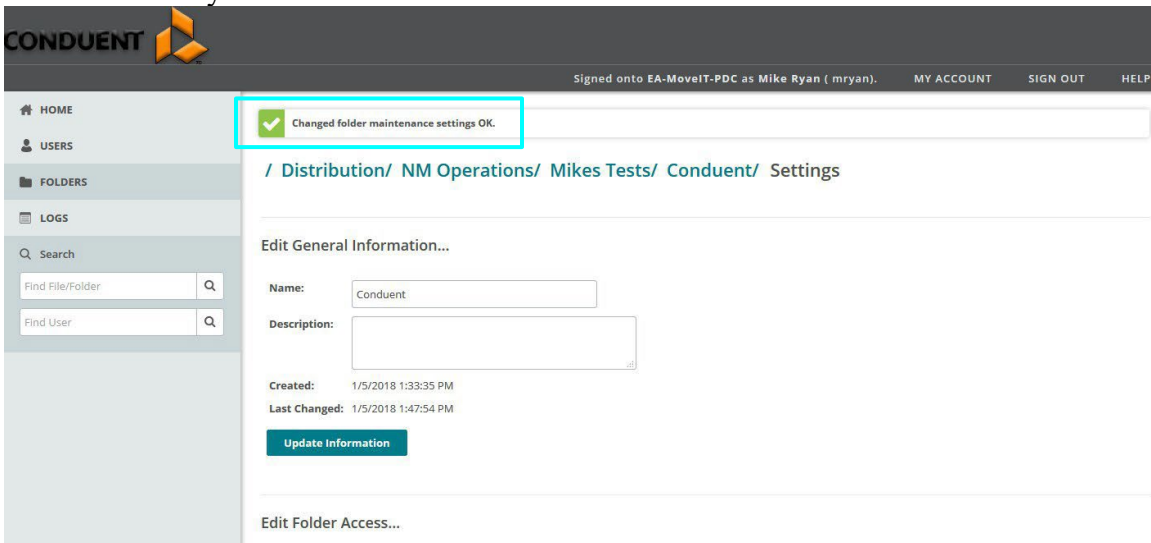 CONDUENT
Signed onto EA-MoveIT-PDC as Mike Ryan ( mryan). MY ACCOUNT SIGN OUT HELP
HOME
USERS
FOLDERS
LOGS
Search
Find File/Folder
Find User
Changed folder maintenance settings OK.
/ Distribution/ NM Operations/ Mikes Tests/ Conduent/ Settings
Edit General Information...
Name: Conduent
Description:
Created: 1/5/2018 1:33:35 PM
Last Changed: 1/5/2018 1:47:54 PM
Update Information
Edit Folder Access...